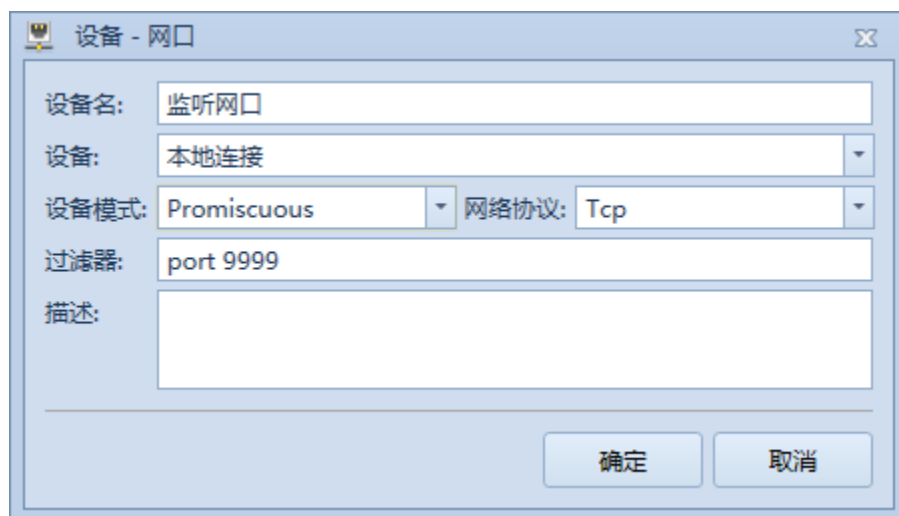 设备 - 网口
设备名: 监听网口
设备: 本地连接
设备模式: Promiscuous 网络协议: Tcp
过滤器: port 9999
描述:
确定 取消